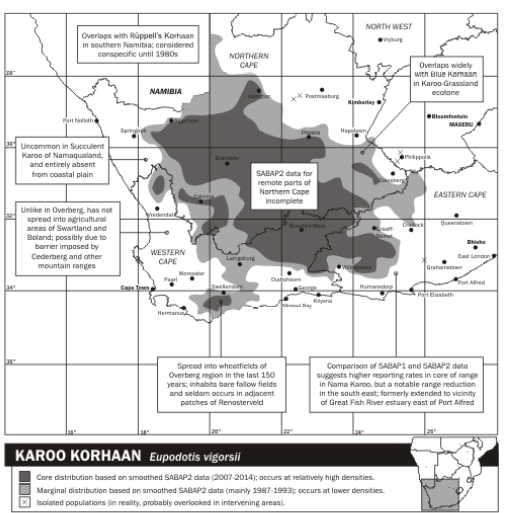 NORTH WEST
Vryburg
Overlaps with Rüppell's Korhaan
in southern Namibia; considered
conspecific until 1980s
NORTHERN
CAPE
Overlaps widely
with Blue Korhaan
in Karoo-Grassland
ecotone
28°
NAMIBIA
Upington
Postmasburg
Kimberley
Bloemfontein
MASERU
Port Nolloth
Springbok
Prieska
Hopetown
30°
Uncommon in Succulent
Karoo of Namaqualand,
and entirely absent
from coastal plain
Brandvlei
Philippolis
Colesberg
SABAP2 data for
remote parts of
Northern Cape
incomplete
EASTERN CAPE
Calvinia
Unlike in Overberg, has not
spread into agricultural
areas of Swartland and
Boland; possibly due to
barrier imposed by
Cederberg and other
mountain ranges
Vredendal
32°
Queenstown
Beaufort West
Graaff-
Reinet
Cradock
Bhisho
East London
WESTERN
CAPE
Laingsburg
Willowmore
Grahamstown
Worcester
Paarl
Oudtshoorn
Port Alfred
Cape Town
34°
Swellendam
George
Humansdorp
Port Elizabeth
Knysna
Mossel Bay
Hermanus
36°
Spread into wheatfields of
Overberg region in the last 150
years; inhabits bare fallow fields
and seldom occurs in adjacent
patches of Renosterveld
Comparison of SABAP1 and SABAP2 data
suggests higher reporting rates in core of range
in Nama Karoo, but a notable range reduction
in the south-east; formerly extended to vicinity
of Great Fish River estuary east of Port Alfred
16° 18° 20° 22° 24° 26°
KAROO KORHAAN Eupodotis vigorsii
Core distribution based on smoothed SABAP2 data (2007-2014); occurs at relatively high densities.
Marginal distribution based on smoothed SABAP2 data (mainly 1987-1993); occurs at lower densities.
Isolated populations (in reality, probably overlooked in intervening areas).